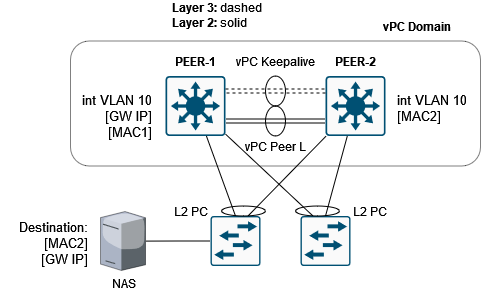 Layer 3: dashed
Layer 2: solid
vPC Domain
PEER-1
vPC Keepalive
PEER-2
int VLAN 10
[GW IP]
[MAC1]
int VLAN 10
[MAC2]
vPC Peer L
L2 PC
L2 PC
Destination:
[MAC2]
[GW IP]
NAS